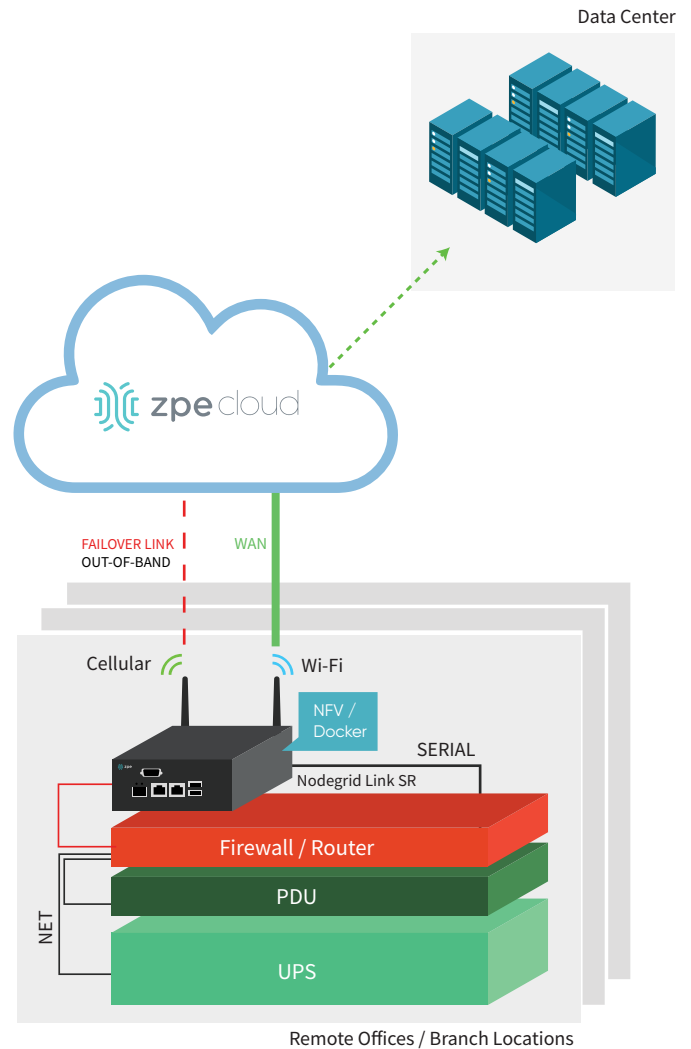 Data Center
zpe cloud
FAILOVER LINK
OUT-OF-BAND
WAN
Cellular
Wi-Fi
NFV /
Docker
SERIAL
zpe
Nodegrid Link SR
Firewall / Router
PDU
NET
UPS
Remote Offices / Branch Locations